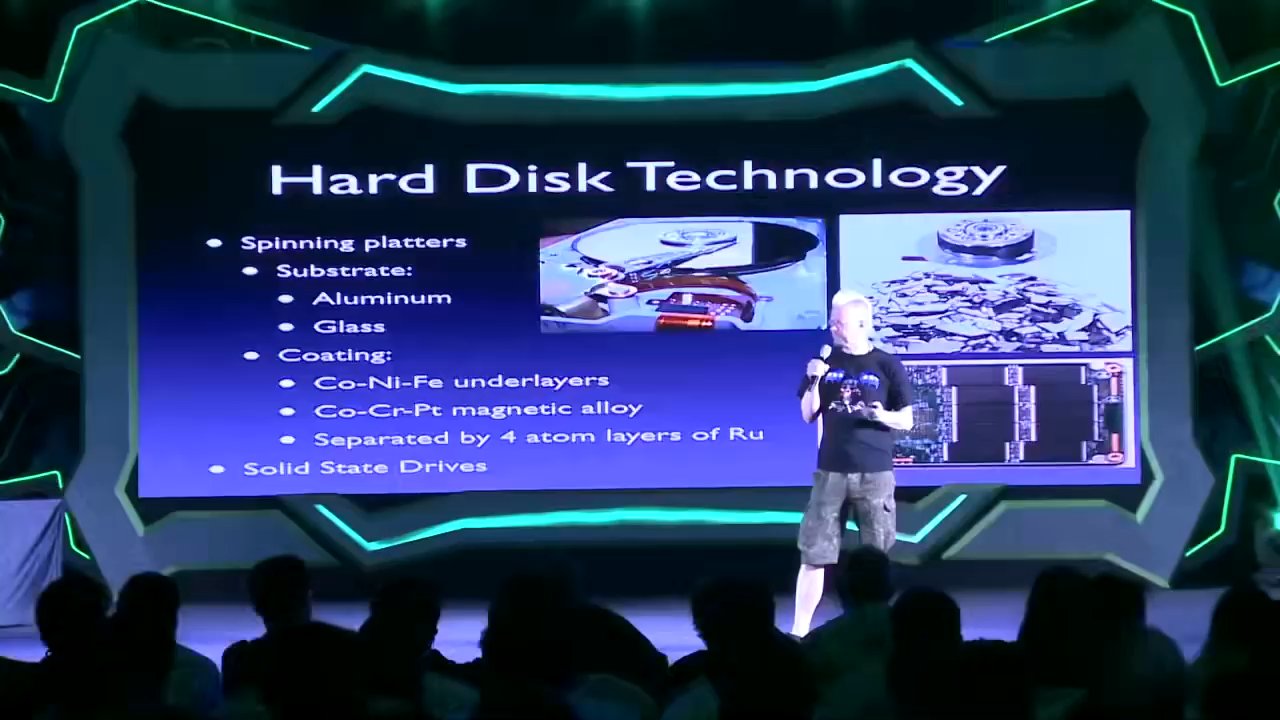 Hard Disk Technology
Spinning platters
Substrate:
Aluminum
Glass
Coating:
Co-Ni-Fe underlayers
Co-Cr-Pt magnetic alloy
Separated by 4 atom layers of Ru
Solid State Drives